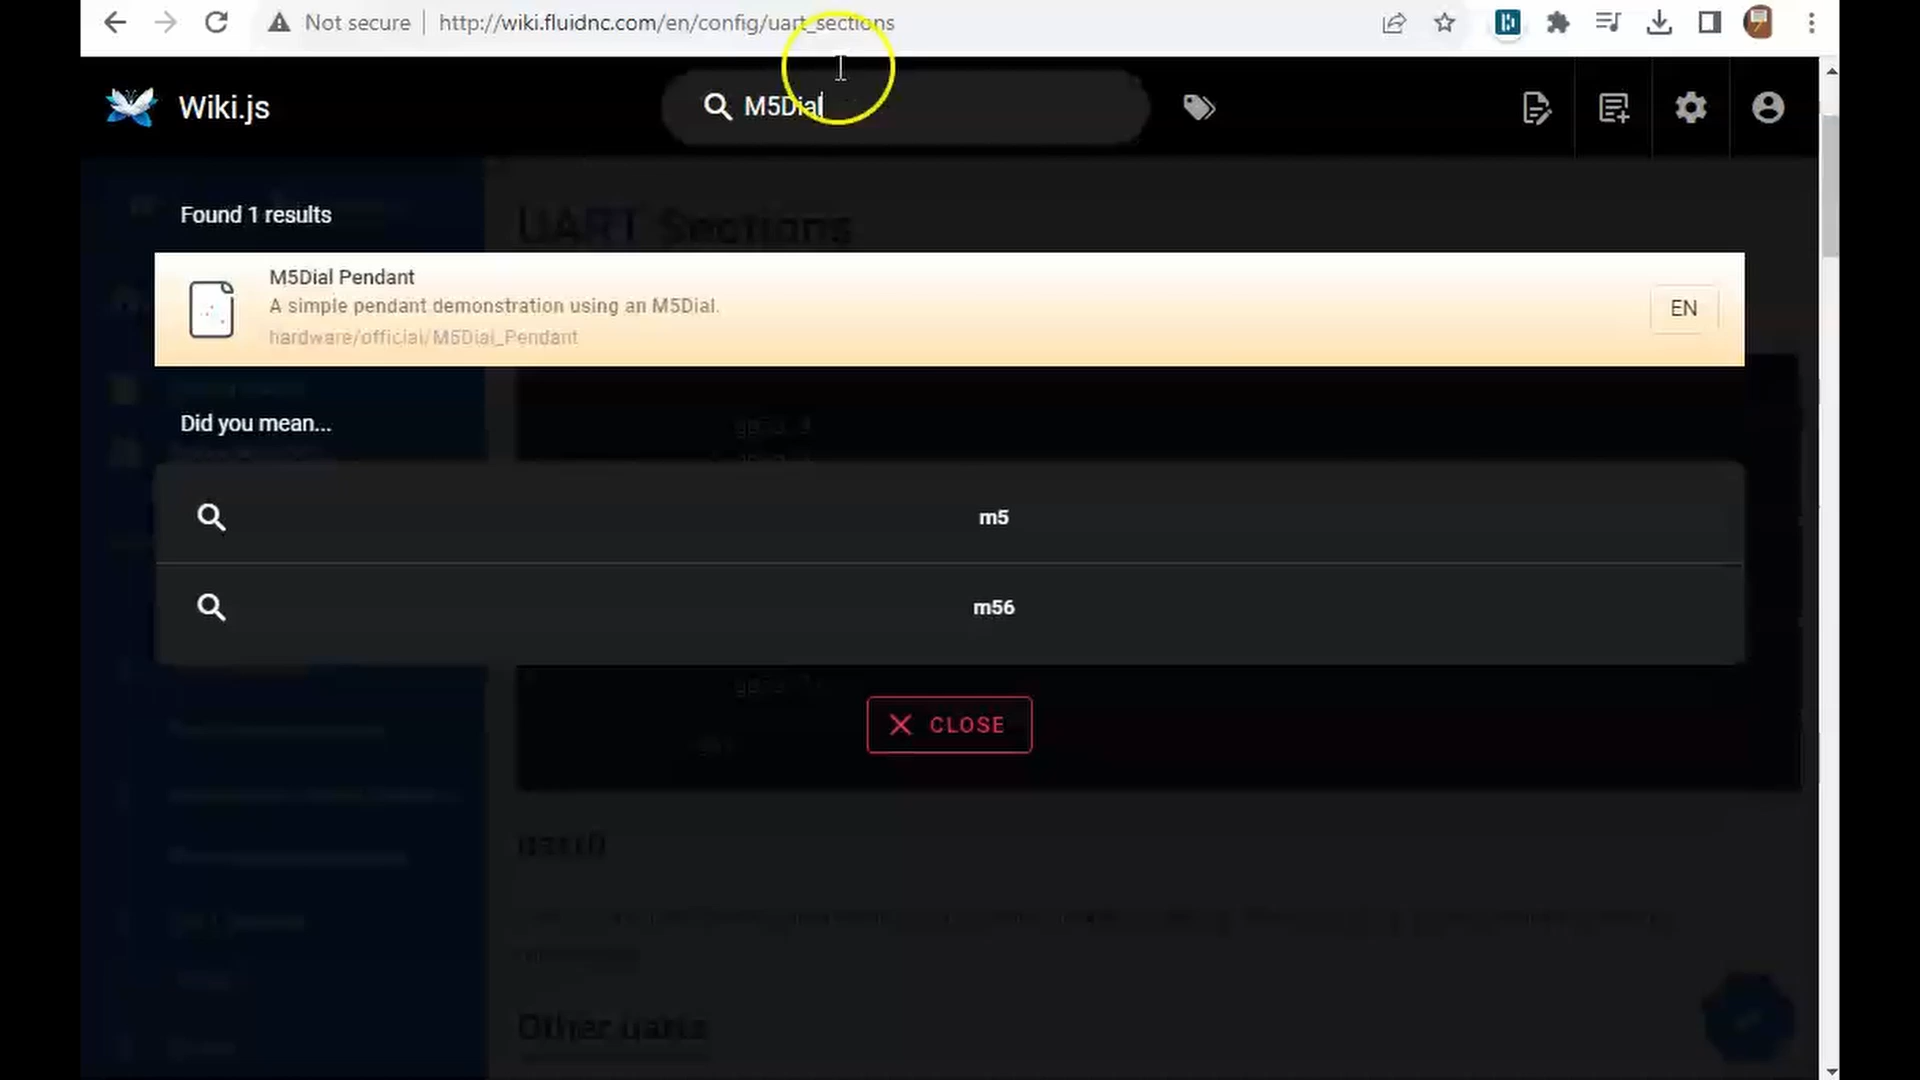 Not secure
http://wiki.fluidnc.com/en/config/uart_sections
Wiki.js
M5Dial
Found 1 results
UART Sections
M5Dial Pendant
A simple pendant demonstration using an M5Dial.
hardware/official/M5Dial_Pendant
EN
Did you mean...
m5
m56
CLOSE
uart0
Other uarts